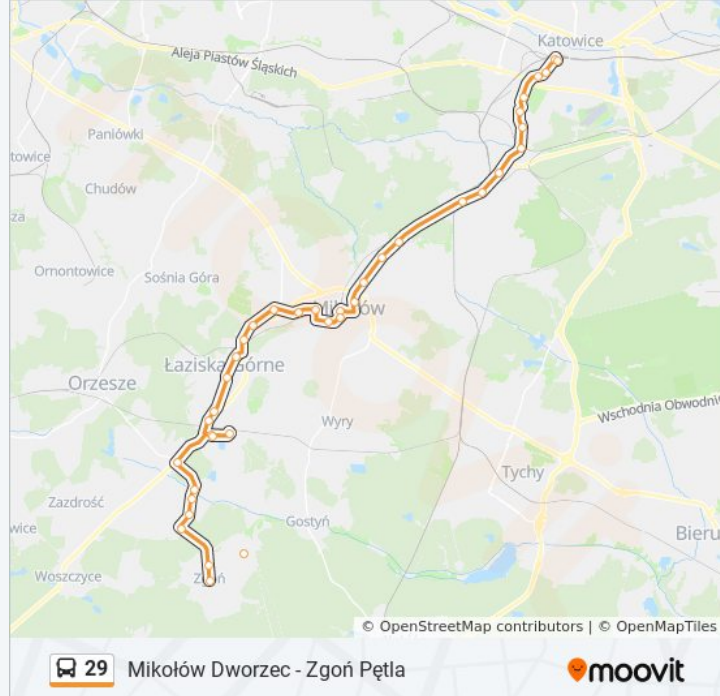 Katowice
Aleja Piastów Śląskich
Paniówki
towice
Chudów
za
Ornontowice
Sośnia Góra
Mikołów
Łaziska Górne
Orzesze
Wschodnia Obwodni
Wyry
Tychy
Zazdrość
wice
Gostyń
Bieru
Woszczyce
Zgoń
© OpenStreetMap contributors | © OpenMapTiles
29 Mikołów Dworzec - Zgoń Pętla
moovit